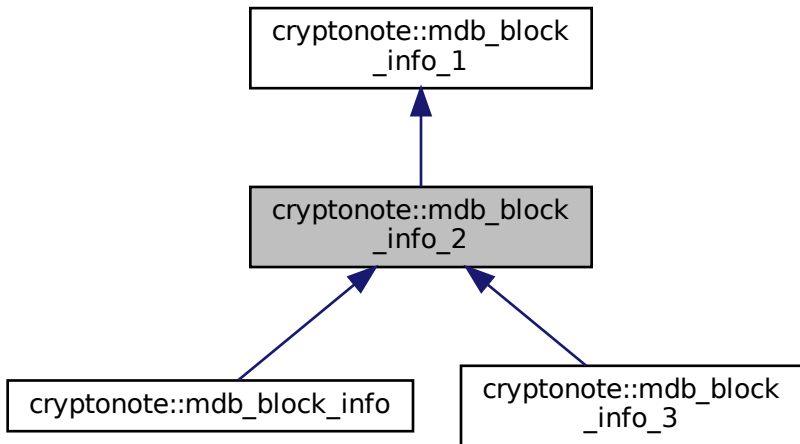 cryptonote::mdb_block
_info_1
cryptonote::mdb_block
_info_2
cryptonote::mdb_block_info
cryptonote::mdb_block
_info_3